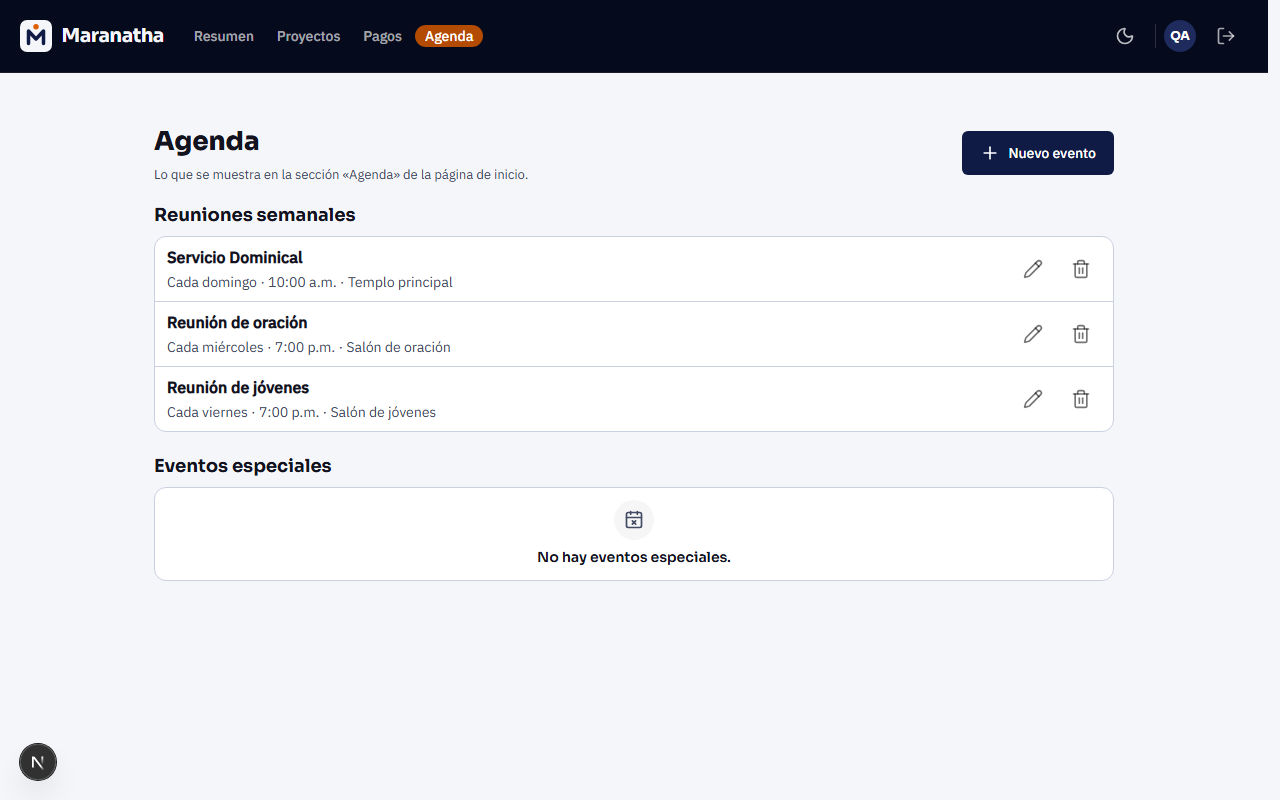 Maranatha
Resumen
Proyectos
Pagos
Agenda
QA
Agenda
Nuevo evento
Lo que se muestra en la sección «Agenda» de la página de inicio.
Reuniones semanales
Servicio Dominical
Cada domingo · 10:00 a.m. · Templo principal
Reunión de oración
Cada miércoles · 7:00 p.m. · Salón de oración
Reunión de jóvenes
Cada viernes · 7:00 p.m. · Salón de jóvenes
Eventos especiales
No hay eventos especiales.
N